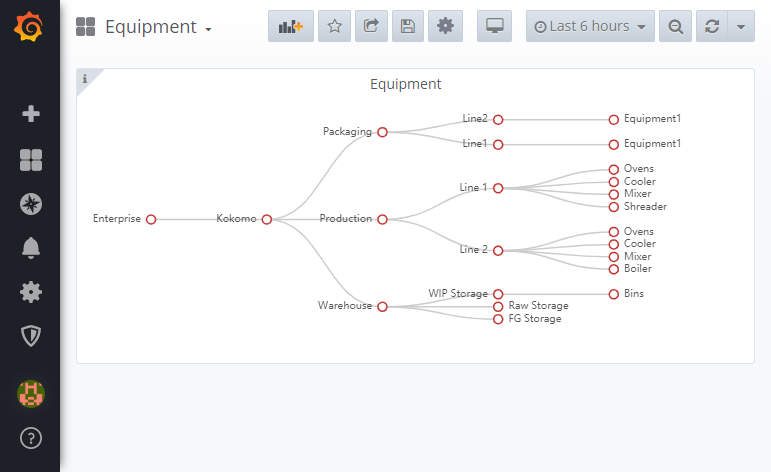 Equipment
Last 6 hours
i
Equipment
Line2
Equipment1
Packaging
Line1
Equipment1
Ovens
Cooler
Line 1
Mixer
Shreader
Enterprise
Kokomo
Production
Ovens
Cooler
Line 2
Mixer
Boiler
WIP Storage
Bins
Warehouse
Raw Storage
FG Storage
?